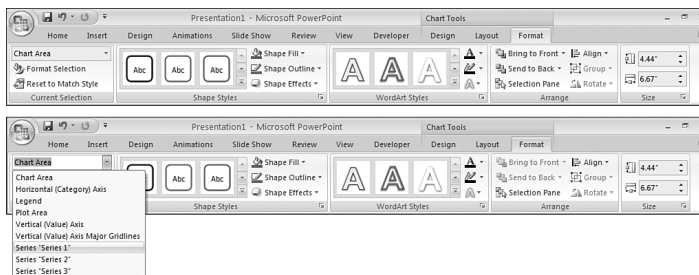 Presentation1 - Microsoft PowerPoint Chart Tools
Home Insert Design Animations Slide Show Review View Developer Design Layout Format
Chart Area
Format Selection
Reset to Match Style
Current Selection
Abc Abc Abc
Shape Fill
Shape Outline
Shape Effects
Shape Styles
A A A A A
WordArt Styles
Bring to Front Align
Send to Back Group
Selection Pane Rotate
Arrange
4.44"
6.67"
Size
Presentation1 - Microsoft PowerPoint Chart Tools
Home Insert Design Animations Slide Show Review View Developer Design Layout Format
Chart Area
Chart Area
Horizontal (Category) Axis
Legend
Plot Area
Vertical (Value) Axis
Vertical (Value) Axis Major Gridlines
Series "Series 1"
Series "Series 2"
Series "Series 3"
Abc Abc Abc
Shape Fill
Shape Outline
Shape Effects
Shape Styles
A A A A A
WordArt Styles
Bring to Front Align
Send to Back Group
Selection Pane Rotate
Arrange
4.44"
6.67"
Size